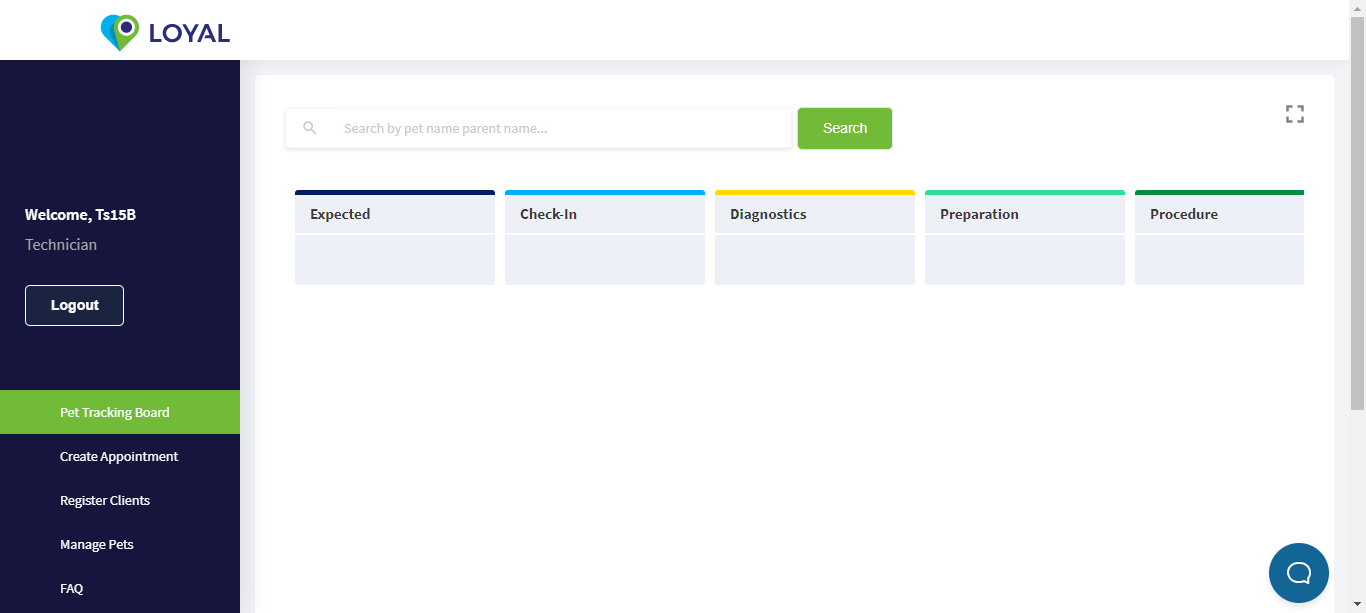 LOYAL
Search by pet name parent name...
Search
Expected
Check-In
Diagnostics
Preparation
Procedure
Welcome, Ts15B
Technician
Logout
Pet Tracking Board
Create Appointment
Register Clients
Manage Pets
FAQ